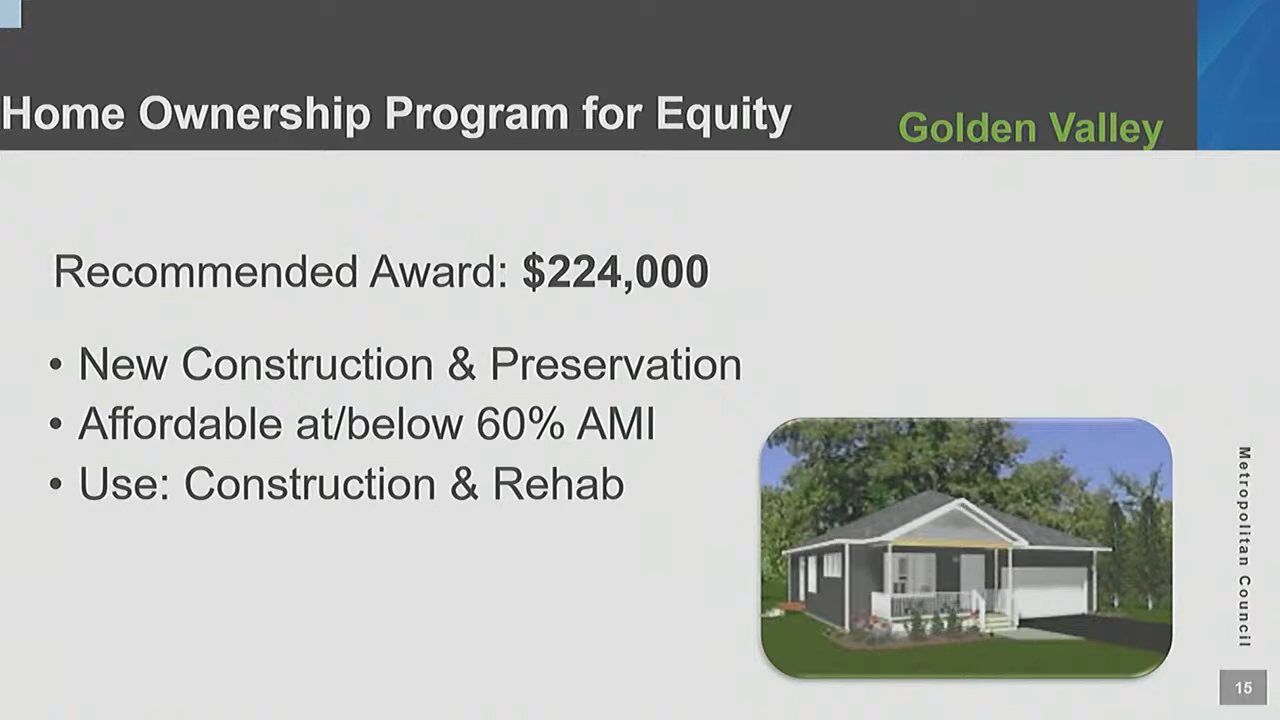 Home Ownership Program for Equity
Golden Valley
Recommended Award: $224,000
• New Construction & Preservation
• Affordable at/below 60% AMI
• Use: Construction & Rehab
Metropolitan Council
15